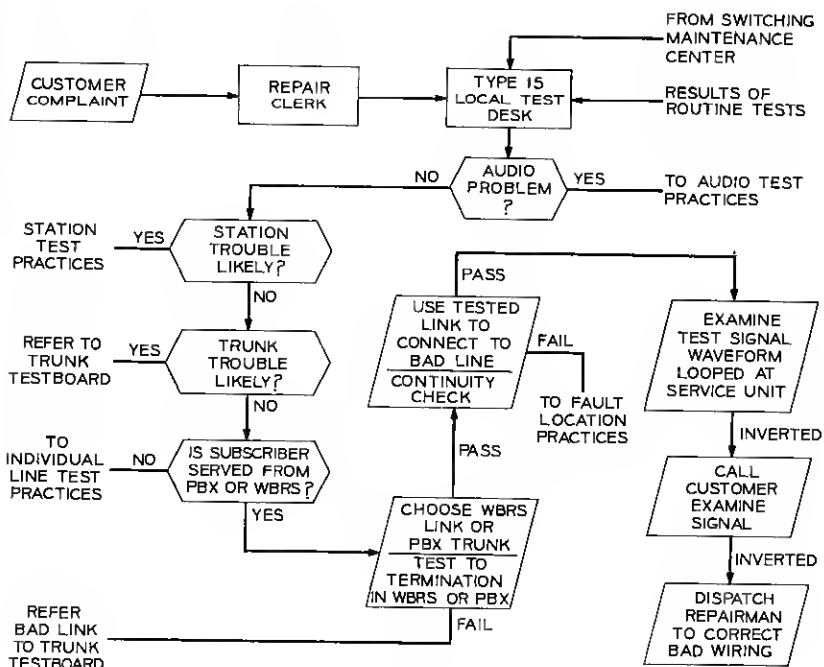 FROM SWITCHING
MAINTENANCE
CENTER
CUSTOMER
COMPLAINT
REPAIR
CLERK
TYPE 15
LOCAL TEST
DESK
RESULTS OF
ROUTINE TESTS
AUDIO
PROBLEM
?
NO
YES
TO AUDIO TEST
PRACTICES
STATION
TEST
PRACTICES
YES
STATION
TROUBLE
LIKELY?
NO
REFER TO
TRUNK
TESTBOARD
YES
TRUNK
TROUBLE
LIKELY?
NO
TO
INDIVIDUAL
LINE TEST
PRACTICES
NO
IS SUBSCRIBER
SERVED FROM
PBX OR WBRS?
YES
CHOOSE WBRS
LINK OR
PBX TRUNK
TEST TO
TERMINATION
IN WBRS OR PBX
FAIL
REFER
BAD LINK
TO TRUNK
TESTBOARD
PASS
USE TESTED
LINK TO
CONNECT TO
BAD LINE
CONTINUITY
CHECK
FAIL
TO FAULT
LOCATION
PRACTICES
PASS
EXAMINE
TEST SIGNAL
WAVEFORM
LOOPED AT
SERVICE UNIT
INVERTED
CALL
CUSTOMER
EXAMINE
SIGNAL
INVERTED
DISPATCH
REPAIRMAN
TO CORRECT
BAD WIRING